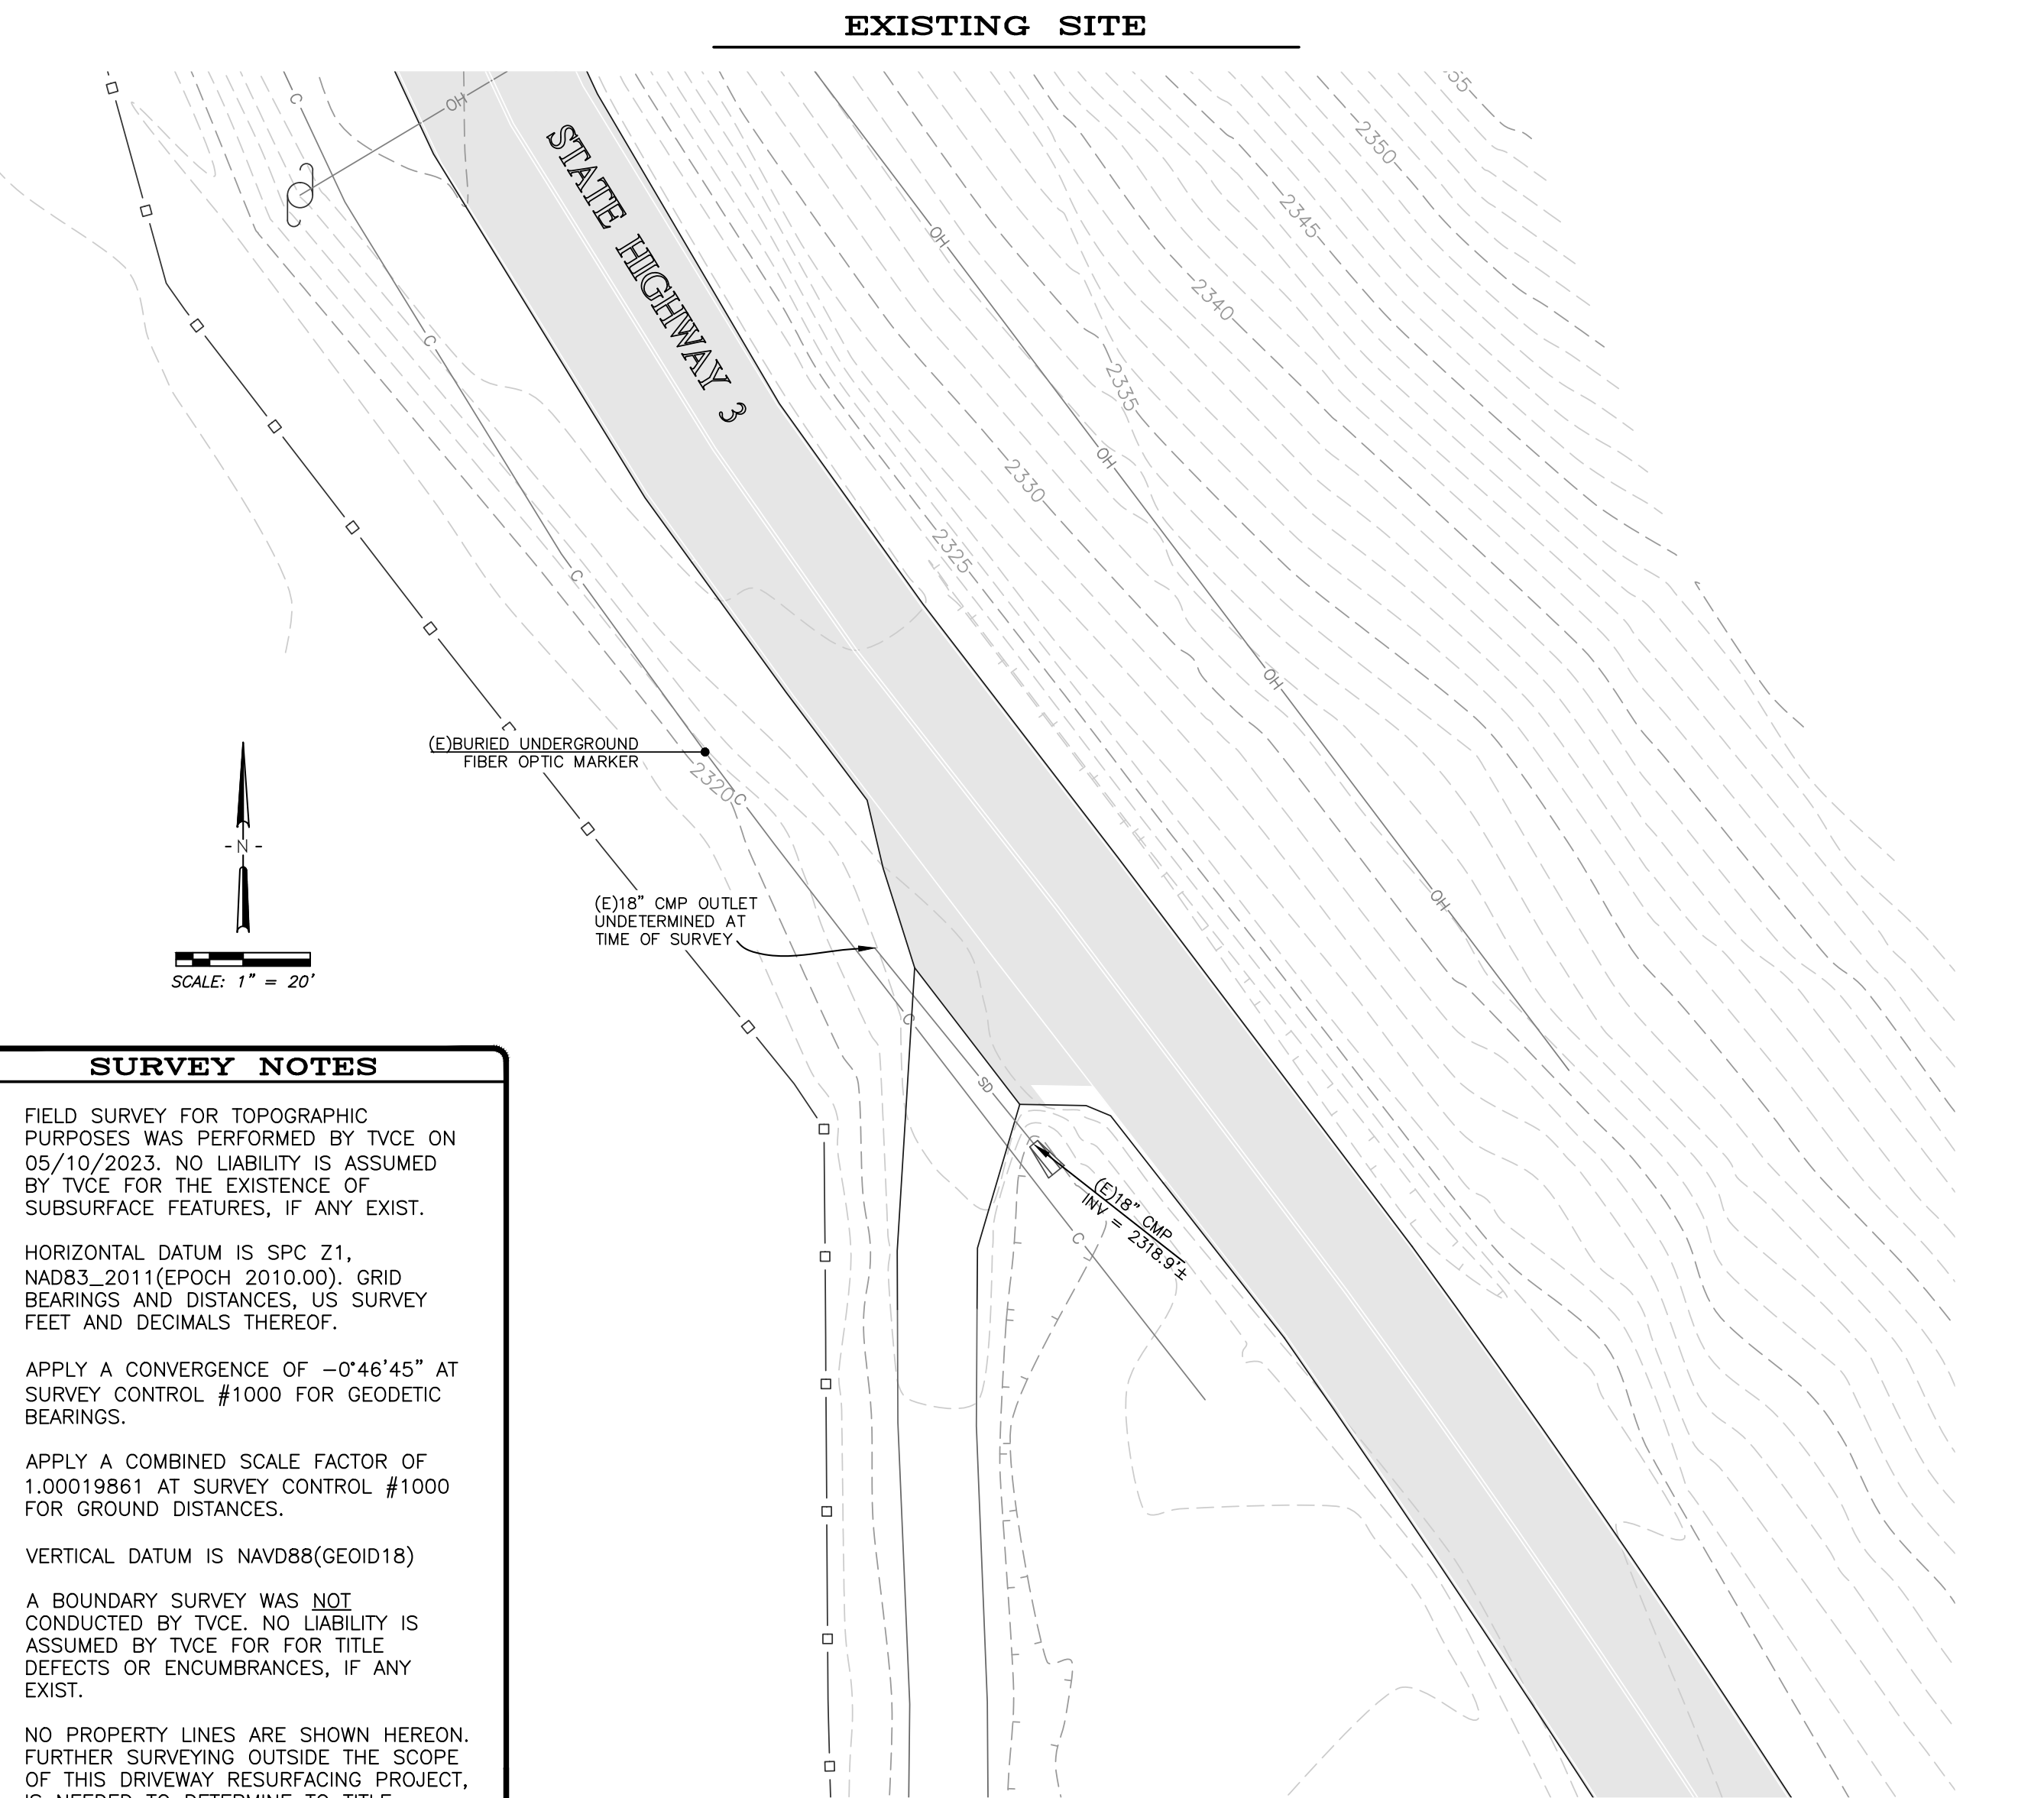 EXISTING SITE
55
2350
2345
2340
2335
2330
2325
C
OH
STATE HIGHWAY 3
OH
C
OH
C
OH
(E)BURIED UNDERGROUND
FIBER OPTIC MARKER
2320
C
-N-
SCALE: 1" = 20'
(E)18" CMP OUTLET
UNDETERMINED AT
TIME OF SURVEY
OH
C
SD
(E)18" CMP
INV = 2318.9'±
C
SURVEY NOTES
FIELD SURVEY FOR TOPOGRAPHIC
PURPOSES WAS PERFORMED BY TVCE ON
05/10/2023. NO LIABILITY IS ASSUMED
BY TVCE FOR THE EXISTENCE OF
SUBSURFACE FEATURES, IF ANY EXIST.
HORIZONTAL DATUM IS SPC Z1,
NAD83_2011(EPOCH 2010.00). GRID
BEARINGS AND DISTANCES, US SURVEY
FEET AND DECIMALS THEREOF.
APPLY A CONVERGENCE OF −0°46'45" AT
SURVEY CONTROL #1000 FOR GEODETIC
BEARINGS.
APPLY A COMBINED SCALE FACTOR OF
1.00019861 AT SURVEY CONTROL #1000
FOR GROUND DISTANCES.
VERTICAL DATUM IS NAVD88(GEOID18)
A BOUNDARY SURVEY WAS NOT
CONDUCTED BY TVCE. NO LIABILITY IS
ASSUMED BY TVCE FOR FOR TITLE
DEFECTS OR ENCUMBRANCES, IF ANY
EXIST.
NO PROPERTY LINES ARE SHOWN HEREON.
FURTHER SURVEYING OUTSIDE THE SCOPE
OF THIS DRIVEWAY RESURFACING PROJECT,
IS NEEDED TO DETERMINE TO TITLE